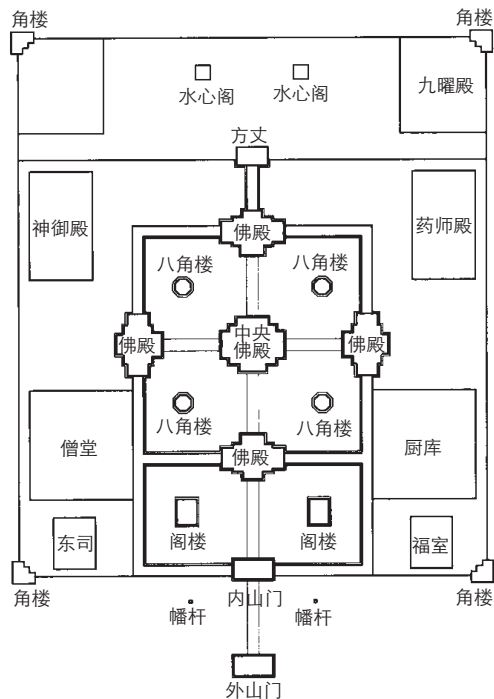 角楼 角楼
九曜殿
水心阁 水心阁
方丈
神御殿 佛殿 药师殿
八角楼 八角楼
佛殿 中央 佛殿
佛殿
八角楼 八角楼
僧堂 佛殿 厨库
东司 阁楼 阁楼 福室
角楼 内山门 角楼
幡杆 幡杆
外山门